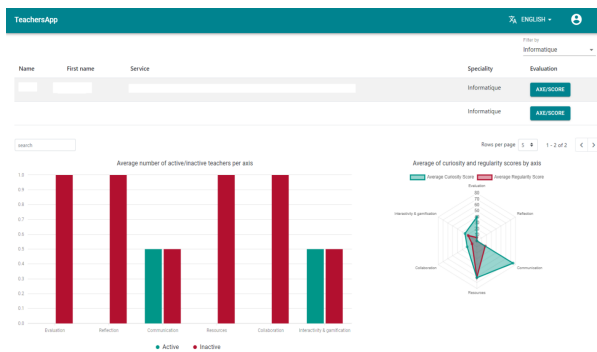 TeachersApp ENGLISH
Filter by
Informatique
Name First name Service Speciality Evaluation
Informatique AXE/SCORE
Informatique AXE/SCORE
search Rows per page 5 1 - 2 of 2
Average number of active/inactive teachers per axis
1.0
0.9
0.8
0.7
0.6
0.5
0.4
0.3
0.2
0.1
0.0
Evaluation Reflection Communication Resources Collaboration Interactivity & gamification
Active Inactive
Average of curiosity and regularity scores by axis
Average Curiosity Score Average Regularity Score
Evaluation
80
70
60
50
Interactivity & gamification Reflection
Collaboration Communication
Resources